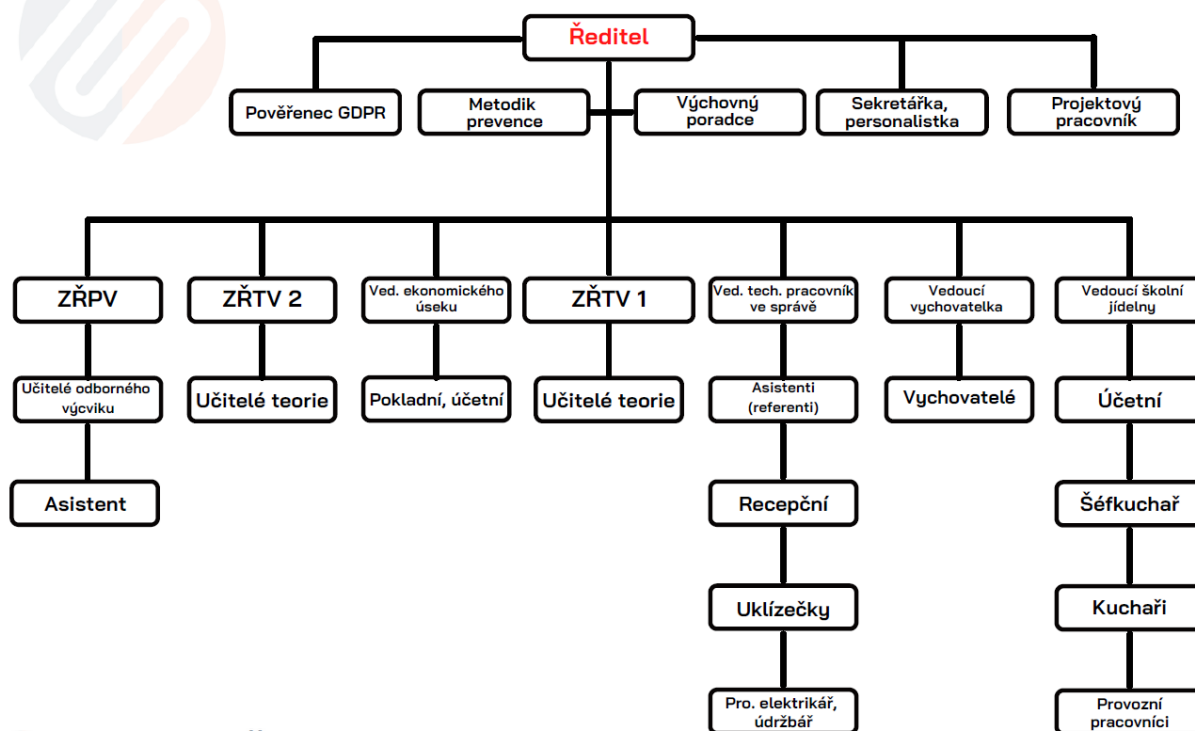 Ředitel
Pověřenec GDPR
Metodik
prevence
Výchovný
poradce
Sekretářka,
personalistka
Projektový
pracovník
ZŘPV
ZŘTV 2
Ved. ekonomického
úseku
ZŘTV 1
Ved. tech. pracovník
ve správě
Vedoucí
vychovatelka
Vedoucí školní
jídelny
Učitelé odborného
výcviku
Učitelé teorie
Pokladní, účetní
Učitelé teorie
Asistenti
(referenti)
Vychovatelé
Účetní
Asistent
Recepční
Šéfkuchař
Uklízečky
Kuchaři
Pro. elektrikář,
údržbář
Provozní
pracovníci